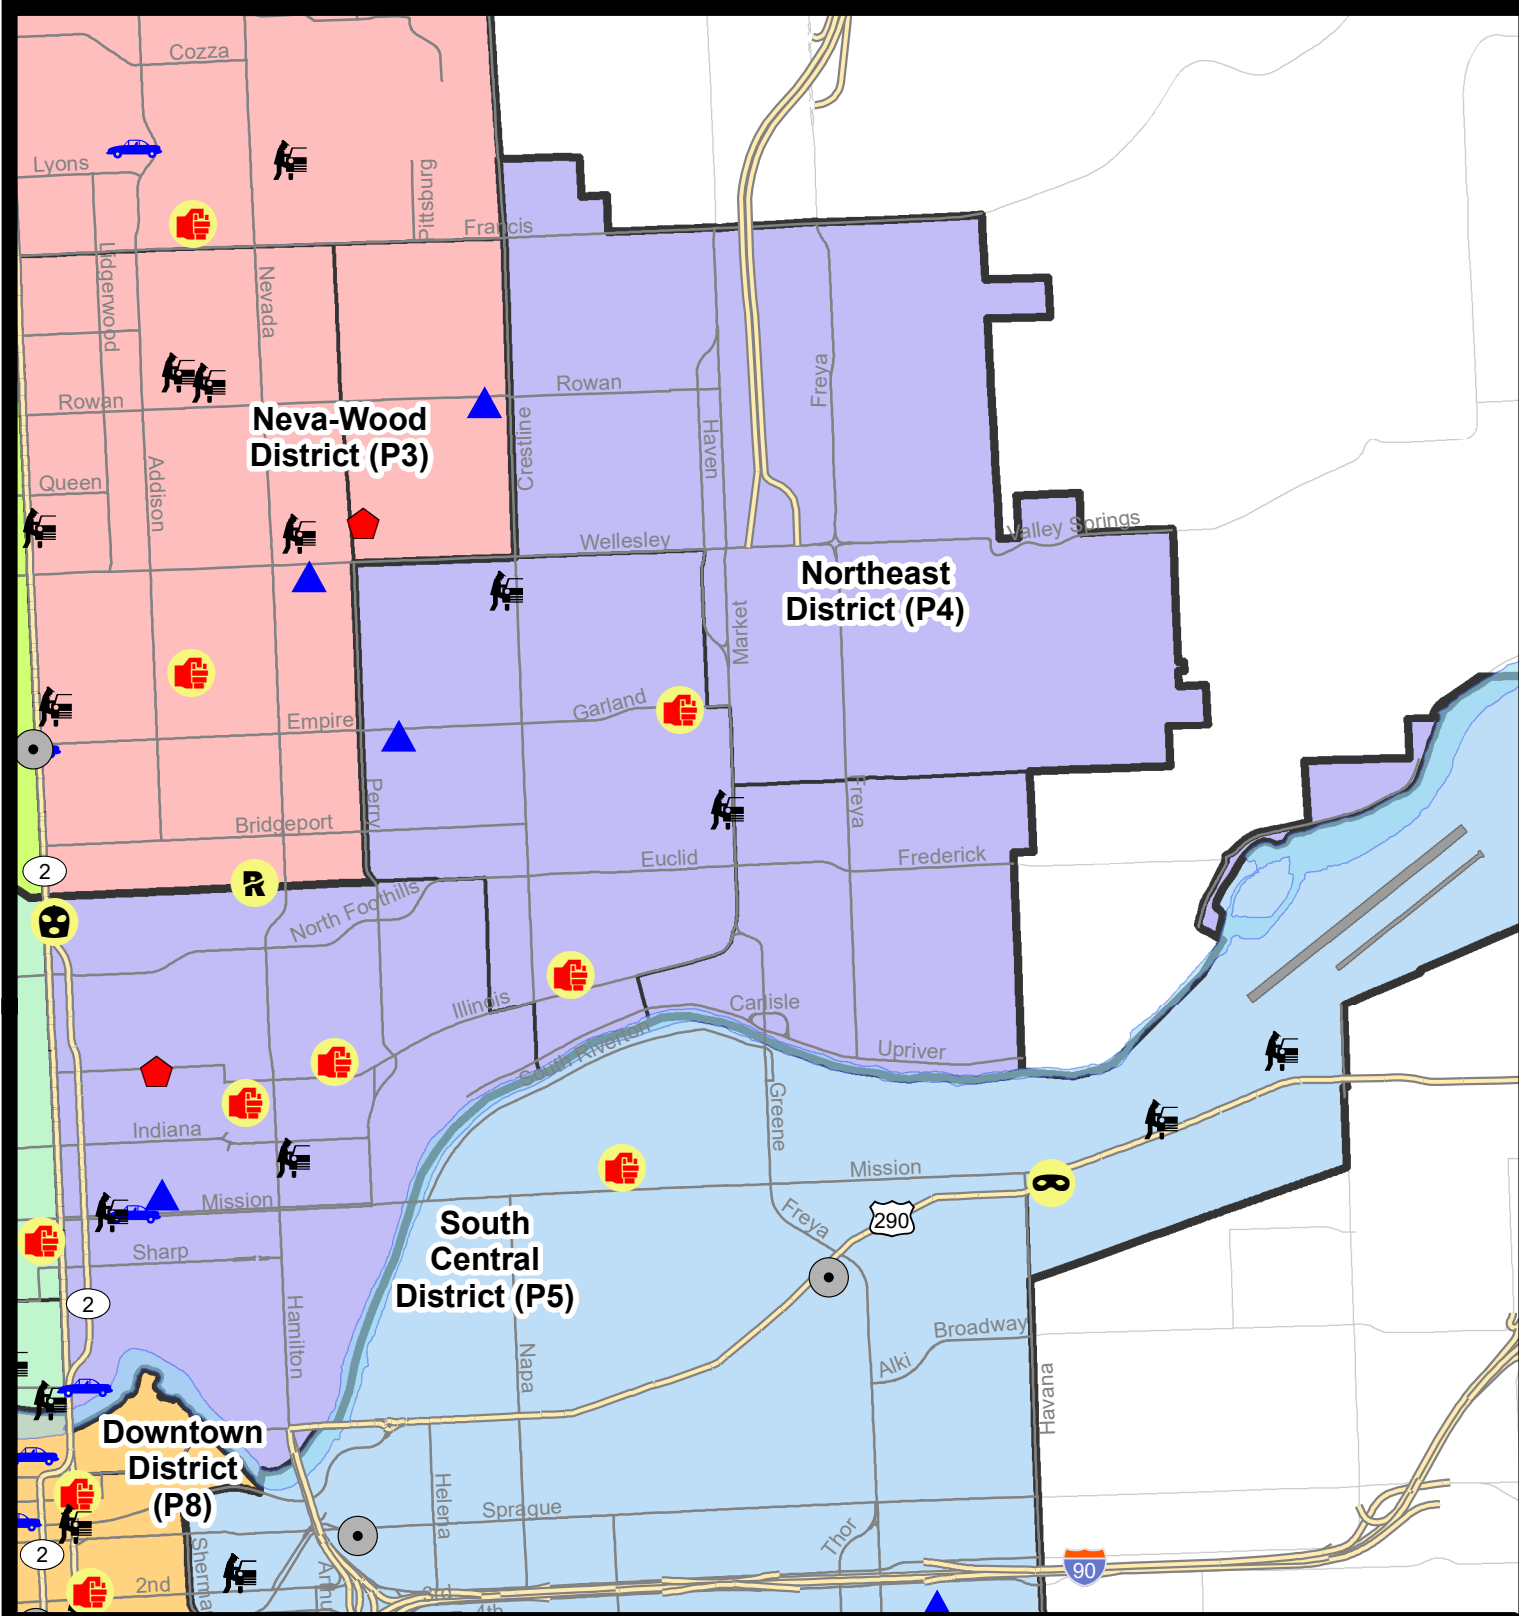 Cozza
Lyons
Pittsburg
Francis
Lidgerwood
Nevada
Rowan
Rowan
Freya
Neva-Wood
District (P3)
Crestline
Haven
Queen
Addison
Wellesley
Valley Springs
Northeast
District (P4)
Market
Garland
Empire
Perry
Freya
Bridgeport
Euclid
Frederick
2
R
North Foothills
Illinois
Carlisle
South Riverton
Upriver
Greene
Indiana
Mission
Mission
Freya
290
South
Central
District (P5)
Sharp
2
Hamilton
Napa
Broadway
Alki
Havana
Downtown
District
(P8)
Helena
Sprague
Thor
2
Sherma
2nd
3rd
4th
90